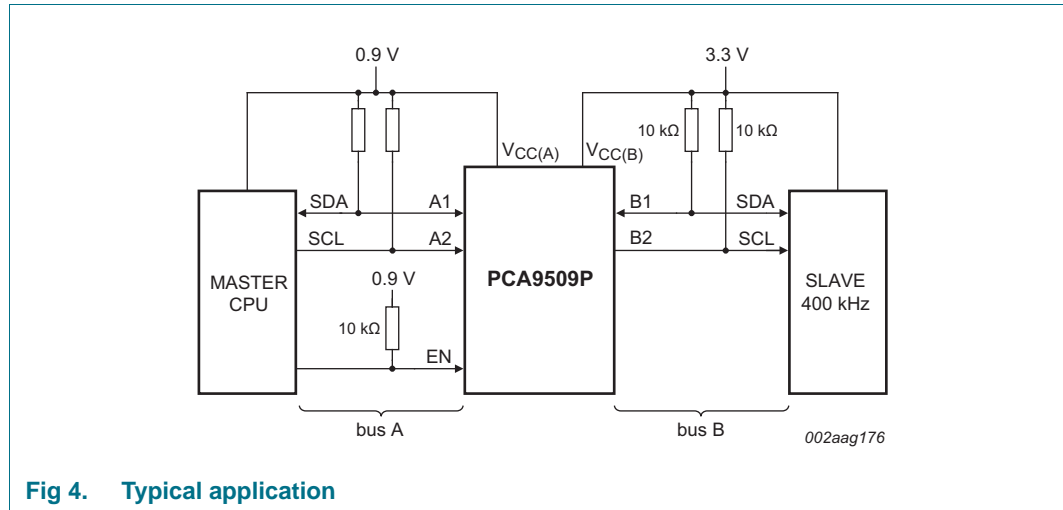 0.9 V
3.3 V
10 kΩ
10 kΩ
VCC(A)
VCC(B)
SDA
A1
B1
SDA
SCL
A2
B2
SCL
MASTER
CPU
0.9 V
PCA9509P
SLAVE
400 kHz
10 kΩ
EN
bus A
bus B
002aag176
Fig 4. Typical application